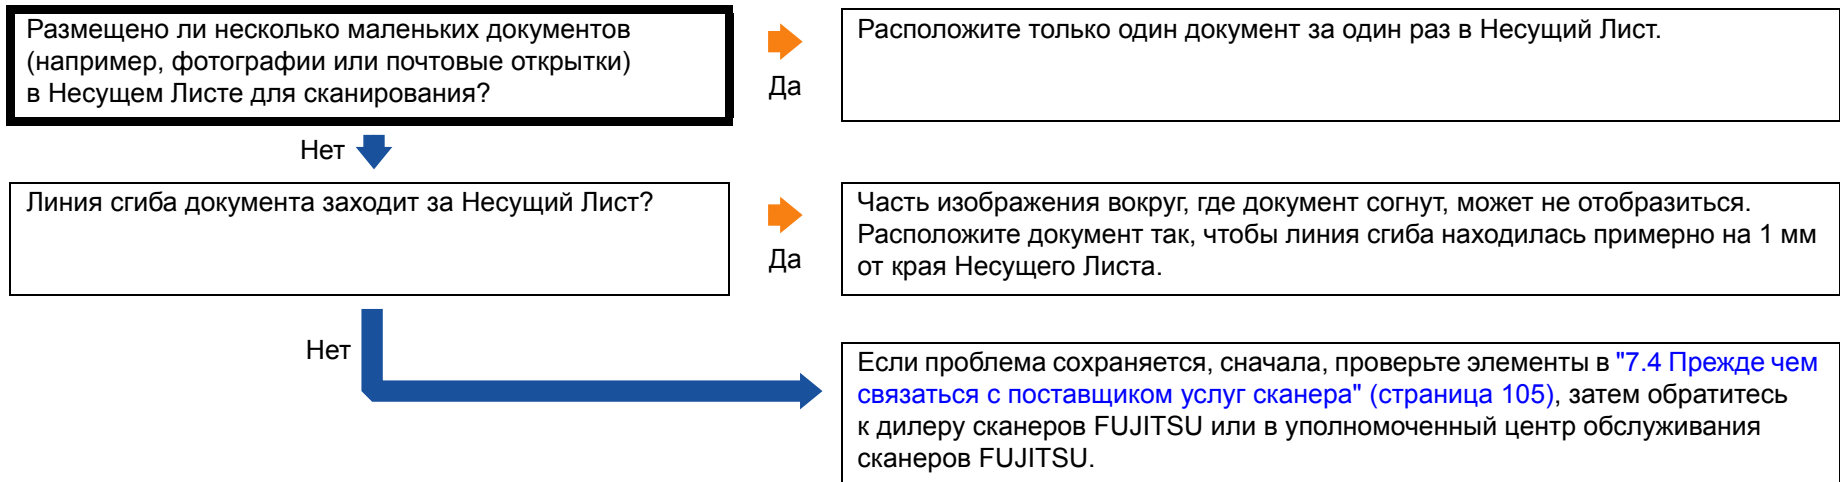 Размещено ли несколько маленьких документов
(например, фотографии или почтовые открытки)
в Несущем Листе для сканирования?
Да
Расположите только один документ за один раз в Несущий Лист.
Нет
Линия сгиба документа заходит за Несущий Лист?
Да
Часть изображения вокруг, где документ согнут, может не отобразиться.
Расположите документ так, чтобы линия сгиба находилась примерно на 1 мм
от края Несущего Листа.
Нет
Если проблема сохраняется, сначала, проверьте элементы в "7.4 Прежде чем
связаться с поставщиком услуг сканера" (страница 105), затем обратитесь
к дилеру сканеров FUJITSU или в уполномоченный центр обслуживания
сканеров FUJITSU.